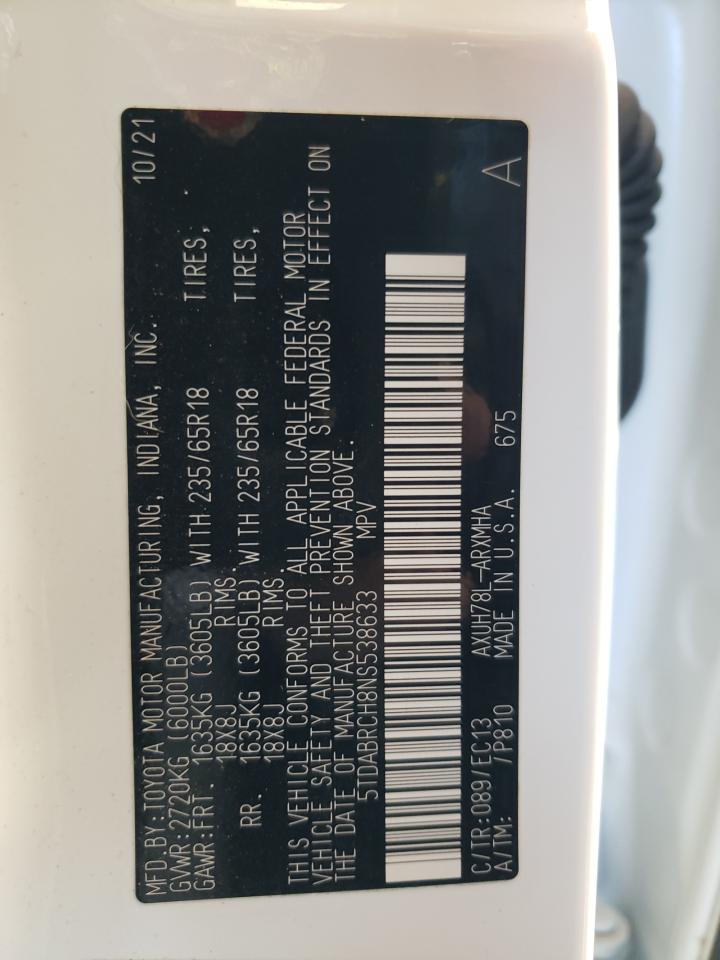 MFD BY: TOYOTA MOTOR MANUFACTURING, INDIANA, INC. 10/21
GVWR 2720KG (6000LB)
GAWR: FRT. 1635KG (3605LB) WITH 235/65R18 TIRES,
18X8J RIMS.
RR. 1635KG (3605LB) WITH 235/65R18 TIRES,
18X8J RIMS.
THIS VEHICLE CONFORMS TO ALL APPLICABLE FEDERAL MOTOR
VEHICLE SAFETY AND THEFT PREVENTION STANDARDS IN EFFECT ON
THE DATE OF MANUFACTURE SHOWN ABOVE.
5TDABRCH8NS538633 MPV
C/TR:089/EC13 AXUH78L-ARXMHA
A/TM: /P810 MADE IN U.S.A. 675 A